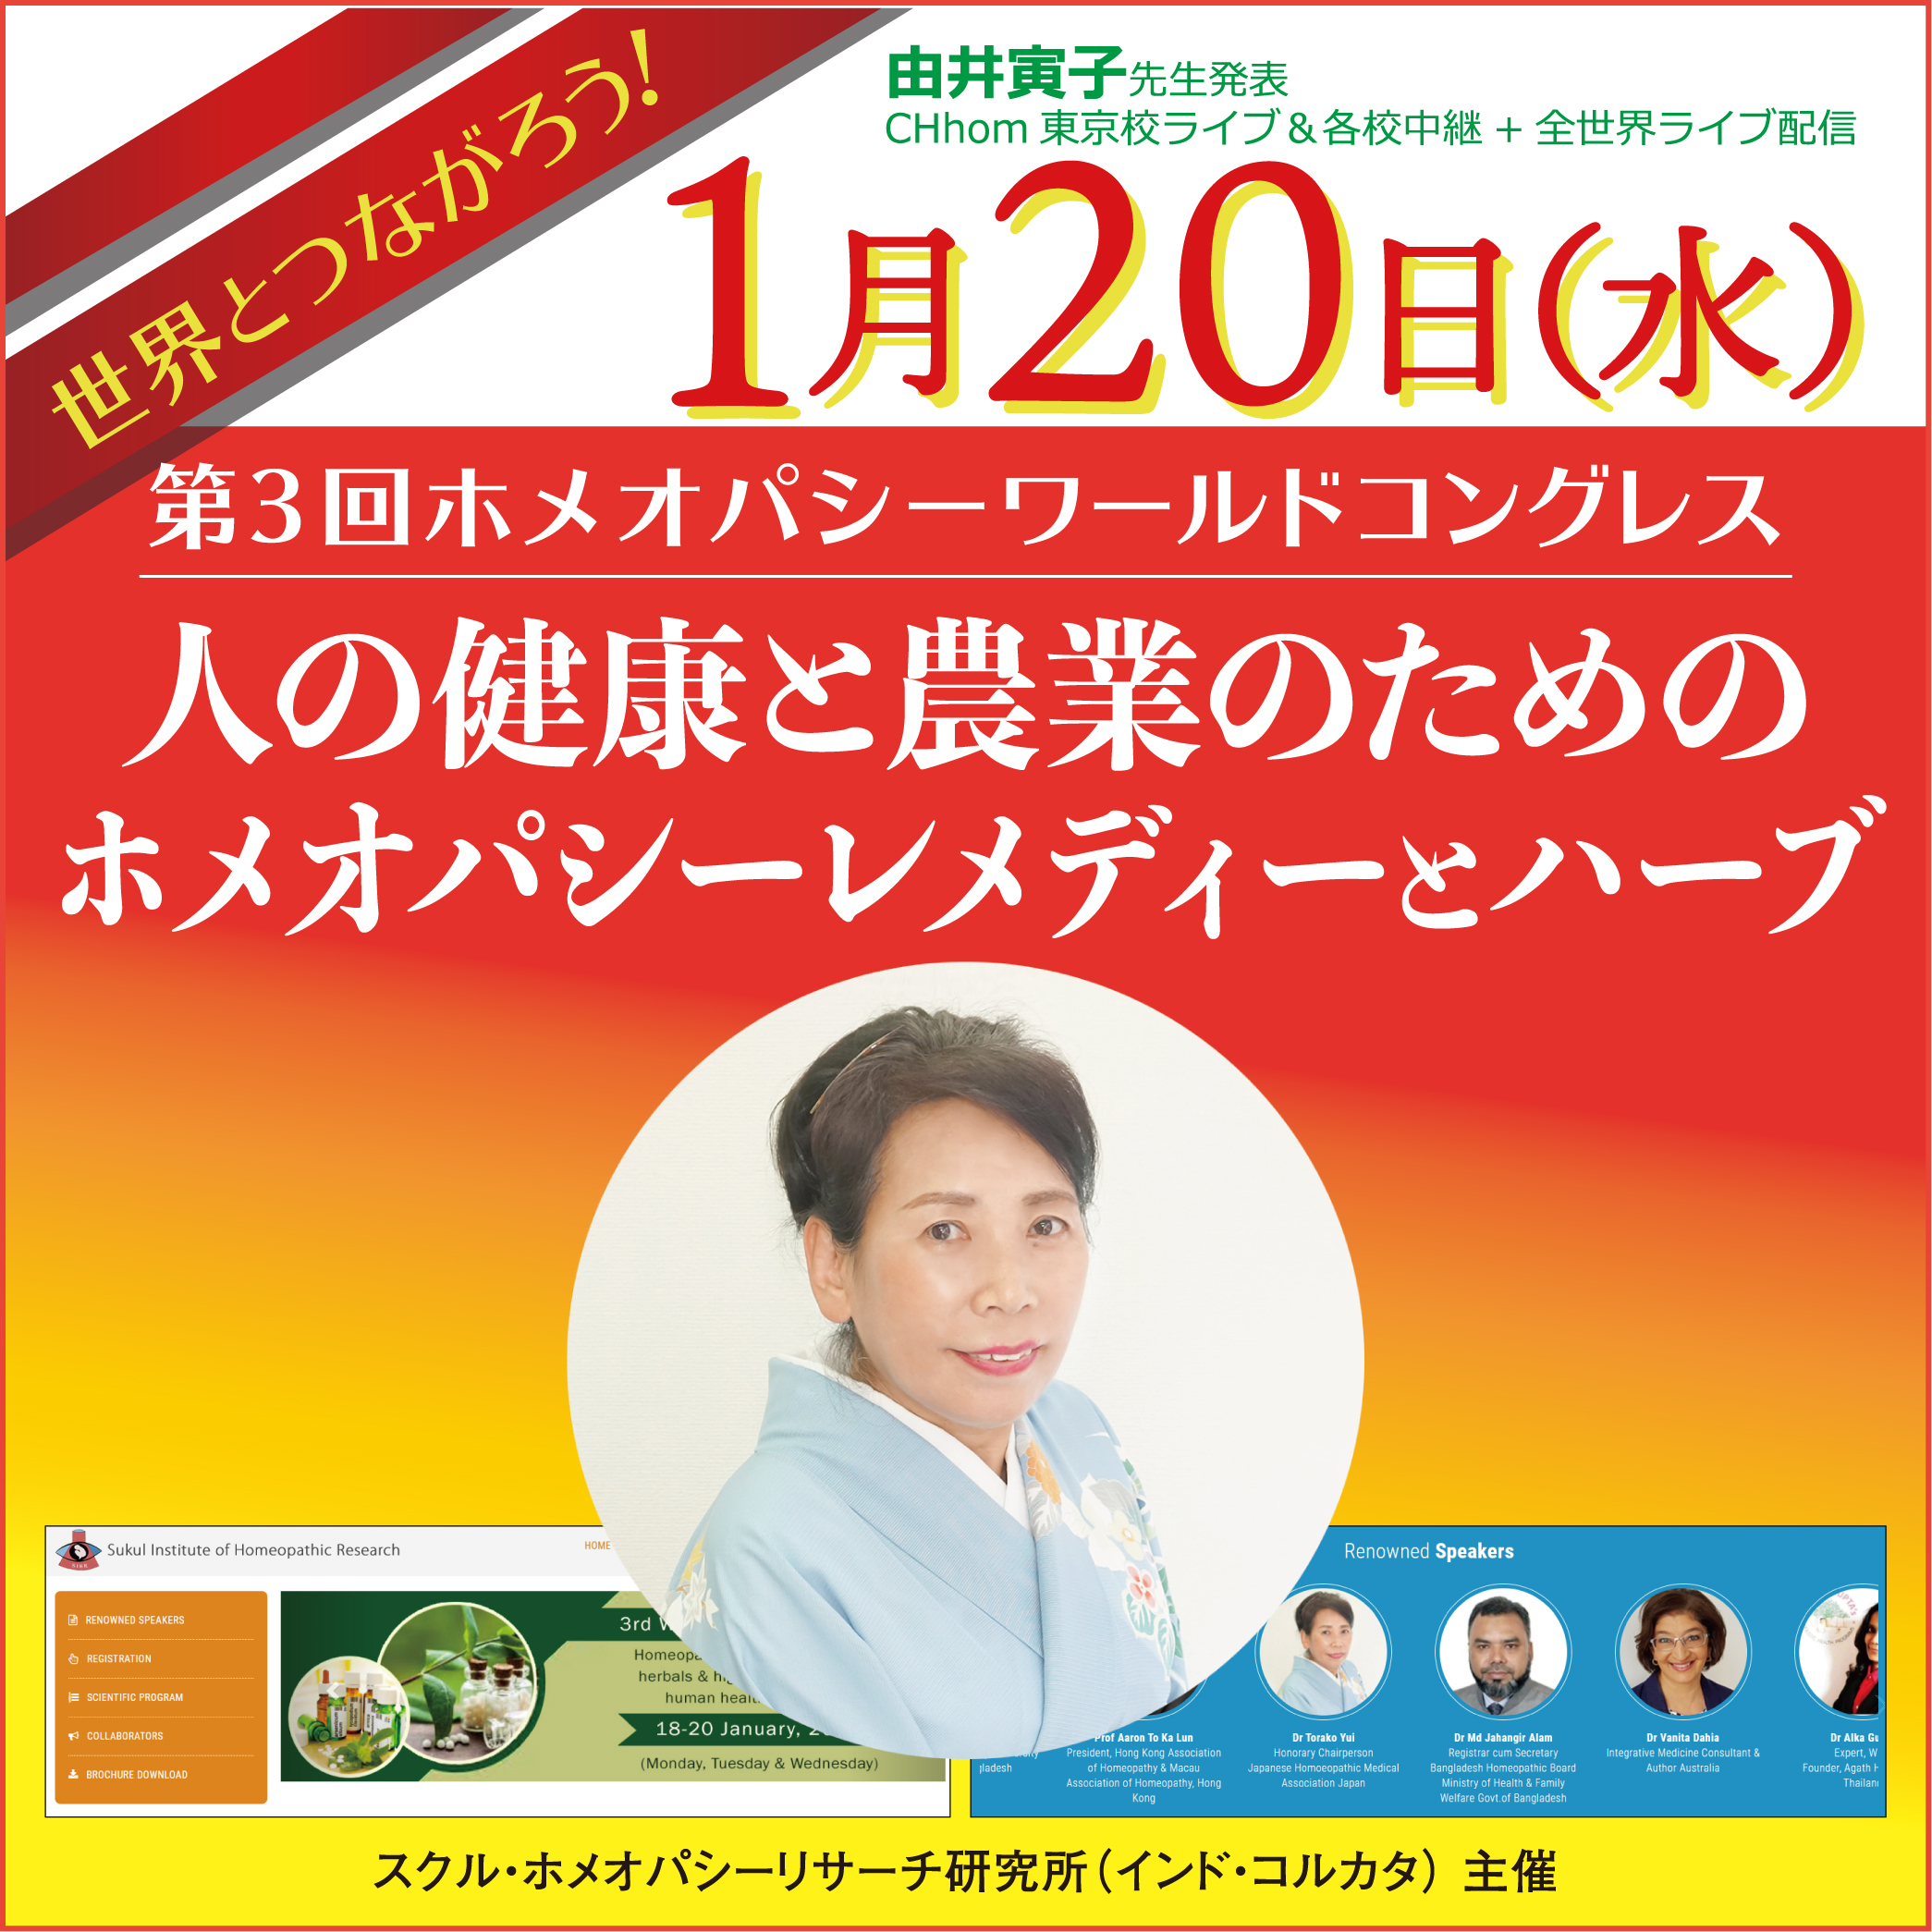 世界とつながろう!
由井寅子先生発表
CHhom 東京校ライブ&各校中継 + 全世界ライブ配信
1月20日(水)
第3回ホメオパシーワールドコングレス
人の健康と農業のための
ホメオパシーレメディーとハーブ
Sukul Institute of Homeopathic Research
HOME
RENOWNED SPEAKERS
REGISTRATION
SCIENTIFIC PROGRAM
COLLABORATORS
BROCHURE DOWNLOAD
3rd
herbals &
human
18-20 January,
(Monday, Tuesday & Wednesday)
Renowned Speakers
Prof Aaron To Ka Lun
President, Hong Kong Association
of Homeopathy & Macau
Association of Homeopathy, Hong
Kong
Dr Torako Yui
Honorary Chairperson
Japanese Homoeopathic Medical
Association Japan
Dr Md Jahangir Alam
Registrar cum Secretary
Bangladesh Homeopathic Board
Ministry of Health & Family
Welfare Govt.of Bangladesh
Dr Vanita Dahia
Integrative Medicine Consultant &
Author Australia
Dr Alka
Expert,
Founder, Agath
スクル・ホメオパシーリサーチ研究所(インド・コルカタ) 主催